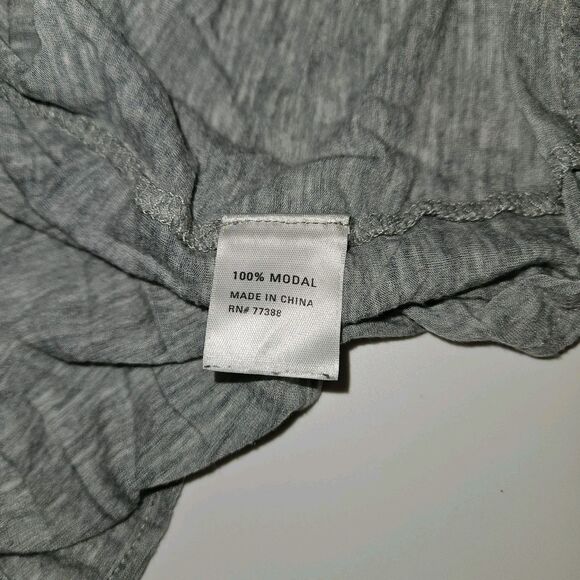 100% MODAL
MADE IN CHINA
RN# 77388